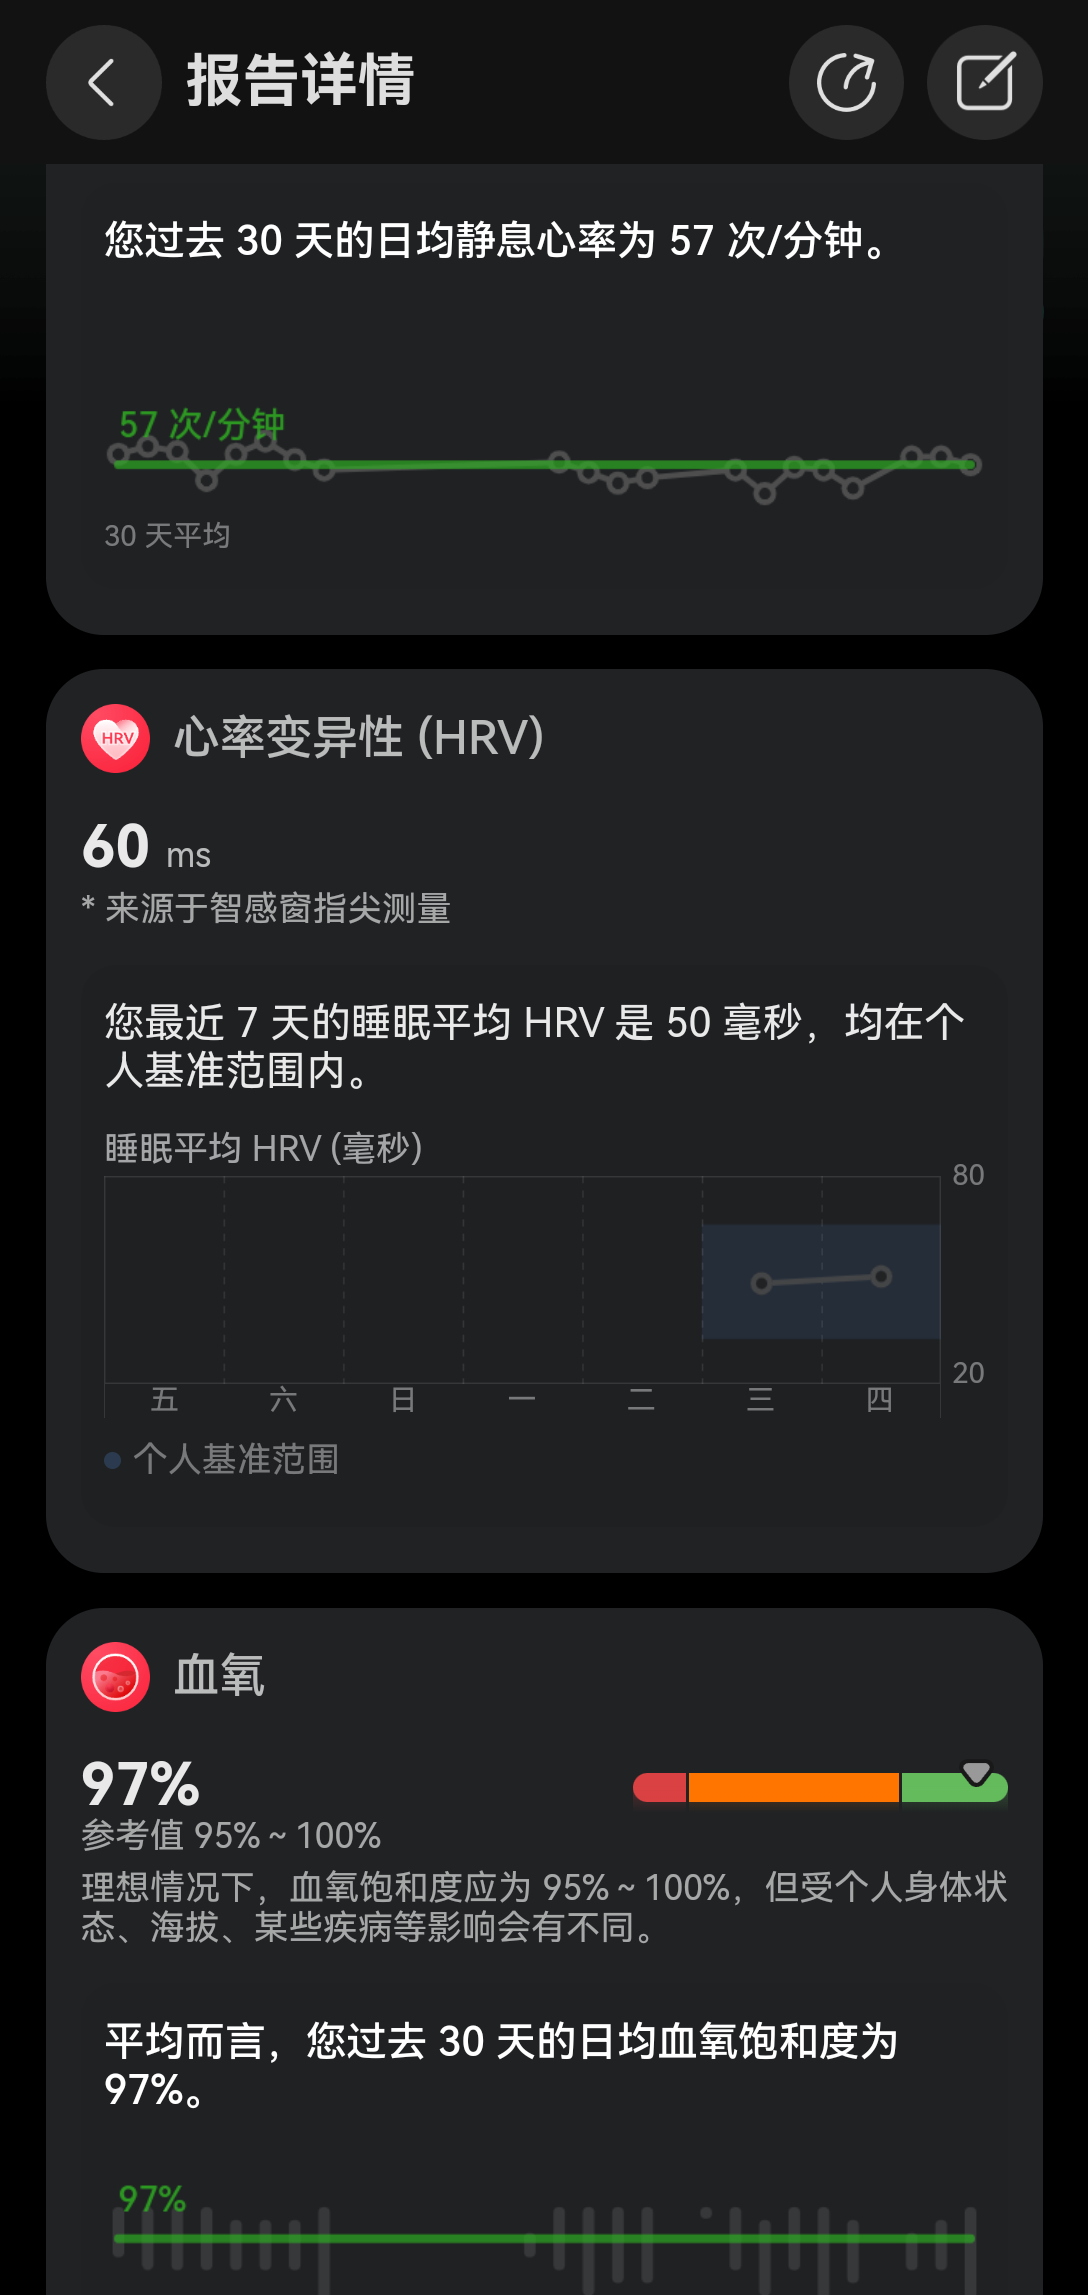 报告详情
您过去 30 天的日均静息心率为 57 次/分钟。
57 次/分钟
30 天平均
HRV
心率变异性 (HRV)
60 ms
* 来源于智感窗指尖测量
您最近 7 天的睡眠平均 HRV 是 50 毫秒，均在个
人基准范围内。
睡眠平均 HRV (毫秒)
80
20
五 六 日 一 二 三 四
个人基准范围
血氧
97%
参考值 95% ~ 100%
理想情况下，血氧饱和度应为 95% ~ 100%，但受个人身体状
态、海拔、某些疾病等影响会有不同。
平均而言，您过去 30 天的日均血氧饱和度为
97%。
97%